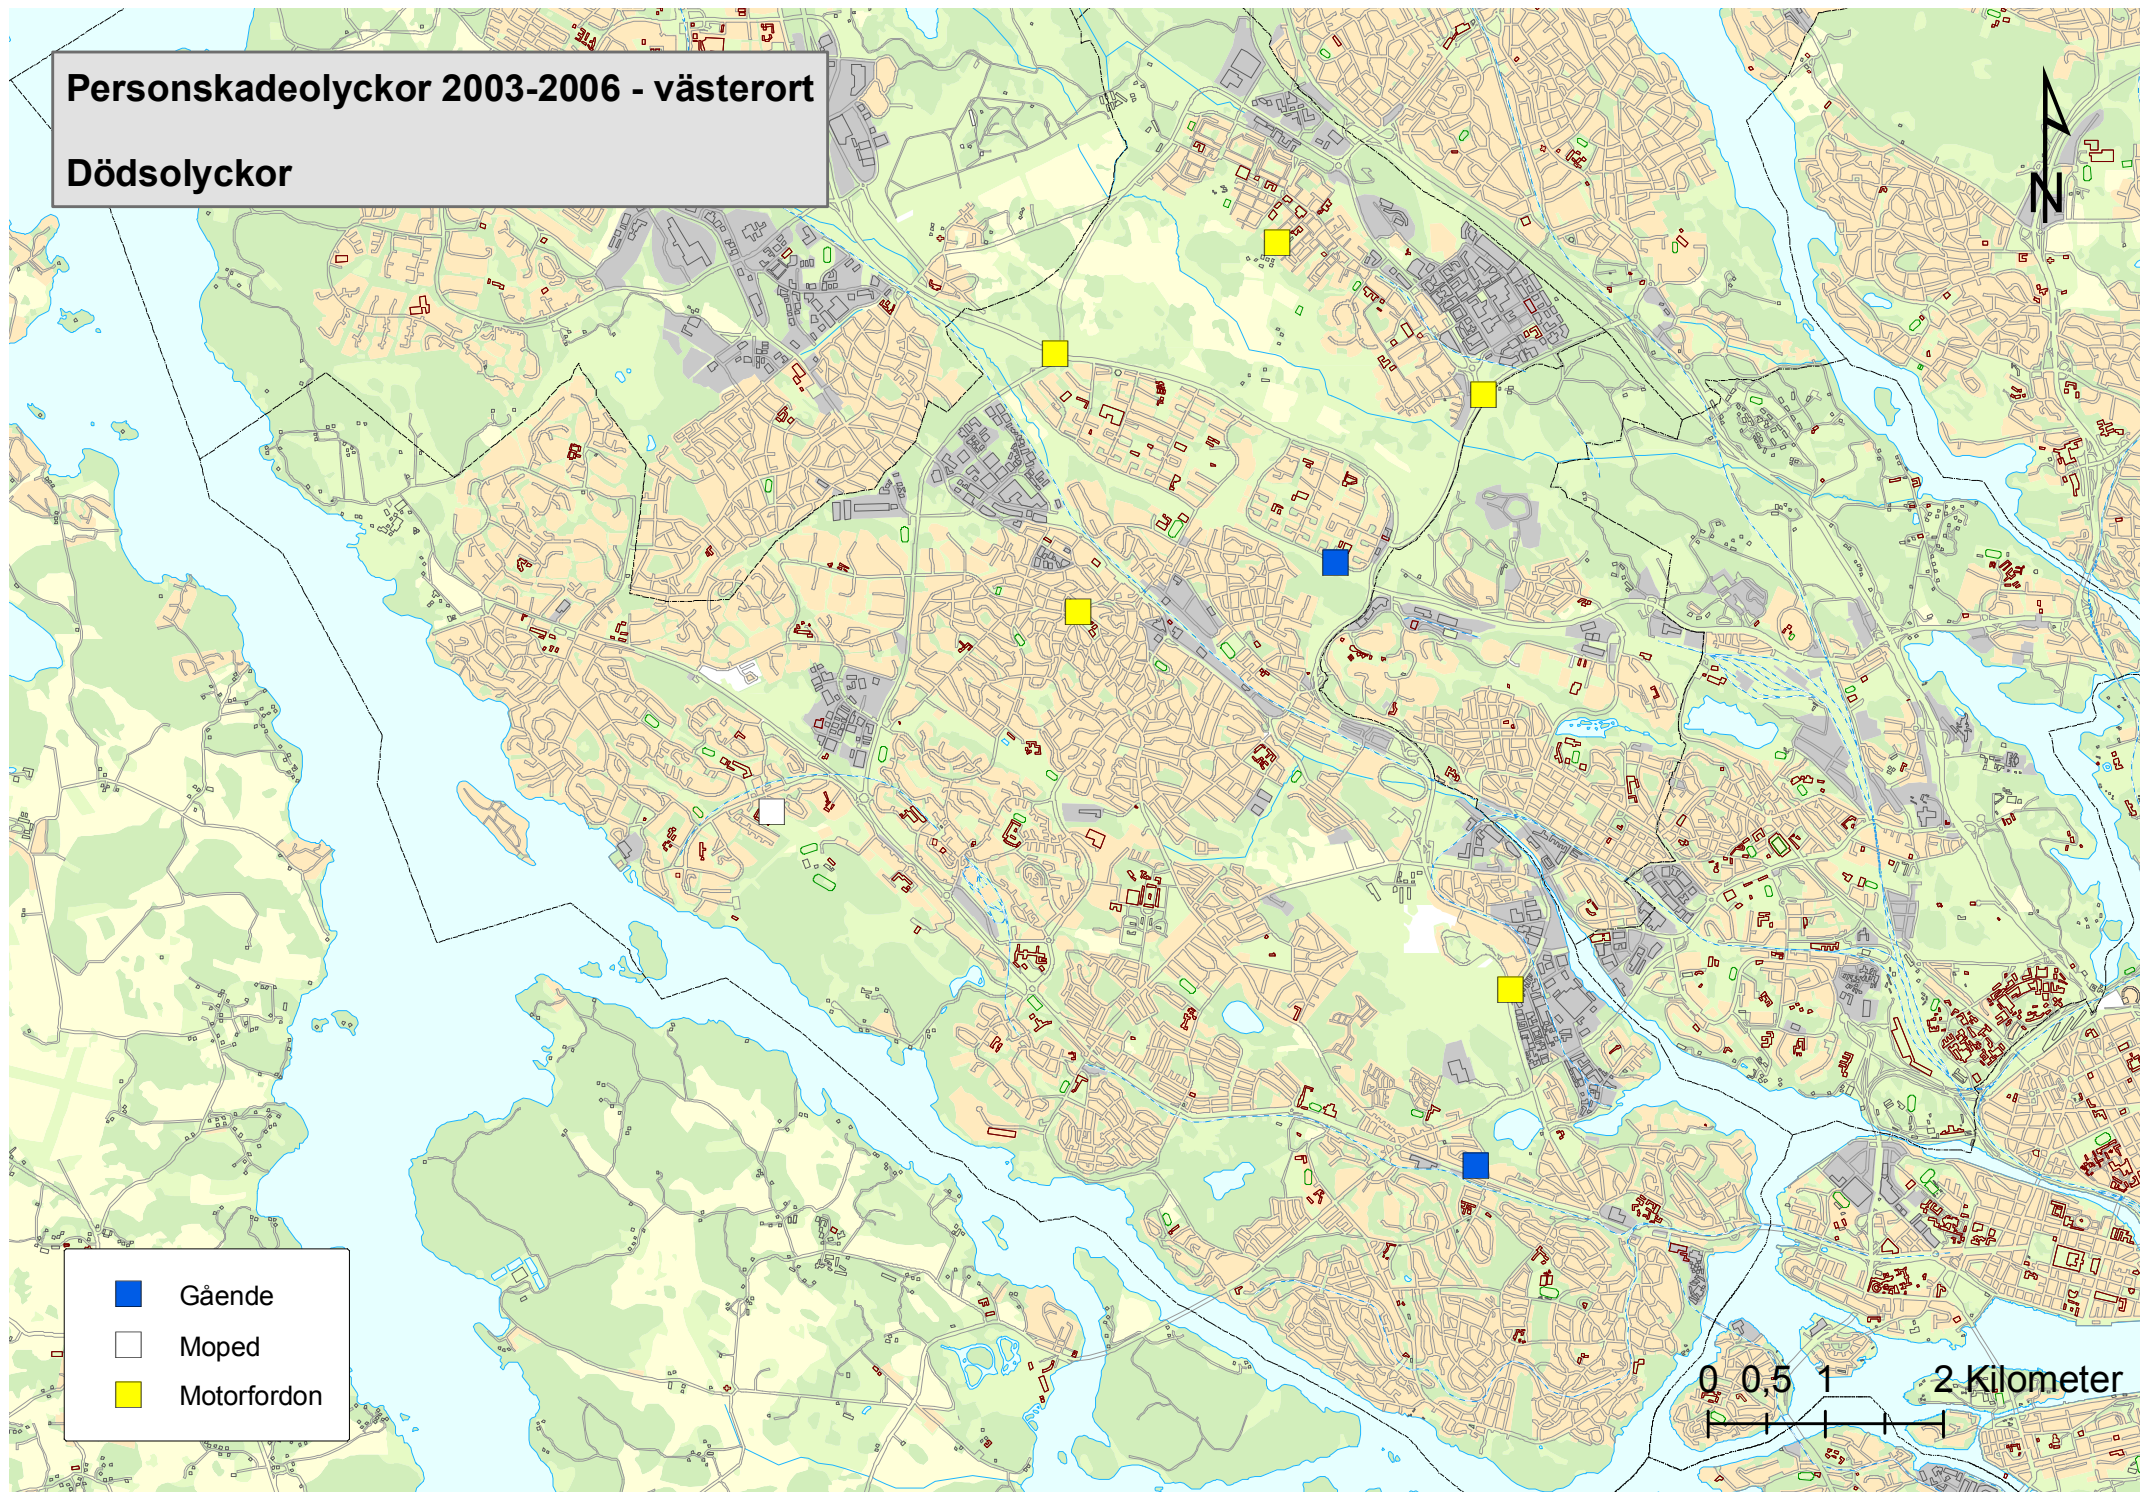 Personskadeolyckor 2003-2006 - västerort
Dödsolyckor
N
Gående
Moped
Motorfordon
0 0,5 1 2 Kilometer